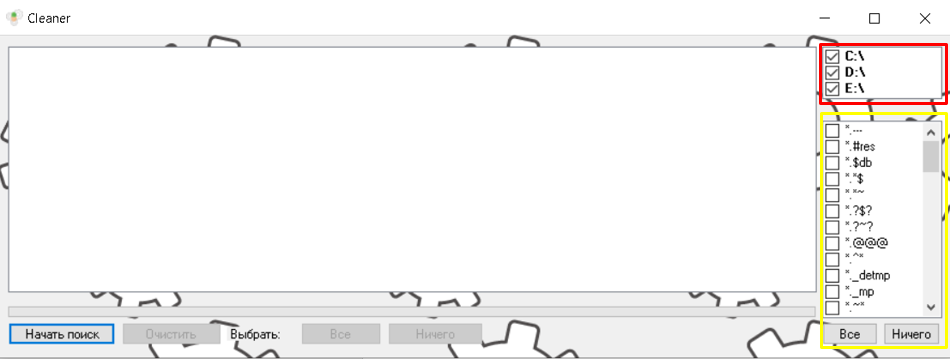 Cleaner
C:\
D:\
E:\
*.---
*.#res
*.$db
*.*$
*.*~
*.?$?
*.?~?
*.@@@
*.^*
*._detmp
*._mp
*.~*
Начать поиск Очистить Выбрать: Все Ничего Все Ничего